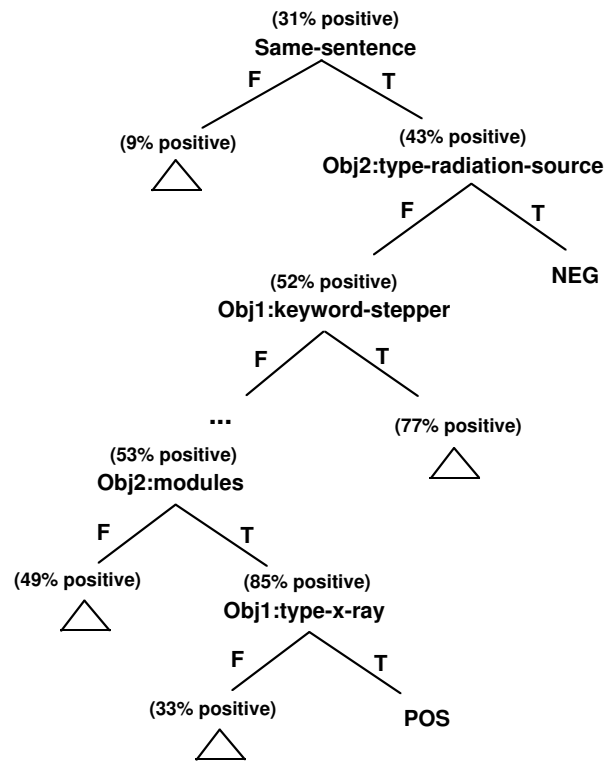 (31% positive)
Same-sentence
F T
(9% positive) (43% positive)
Obj2:type-radiation-source
F T
(52% positive) NEG
Obj1:keyword-stepper
F T
...
(77% positive)
(53% positive)
Obj2:modules
F T
(49% positive) (85% positive)
Obj1:type-x-ray
F T
(33% positive) POS